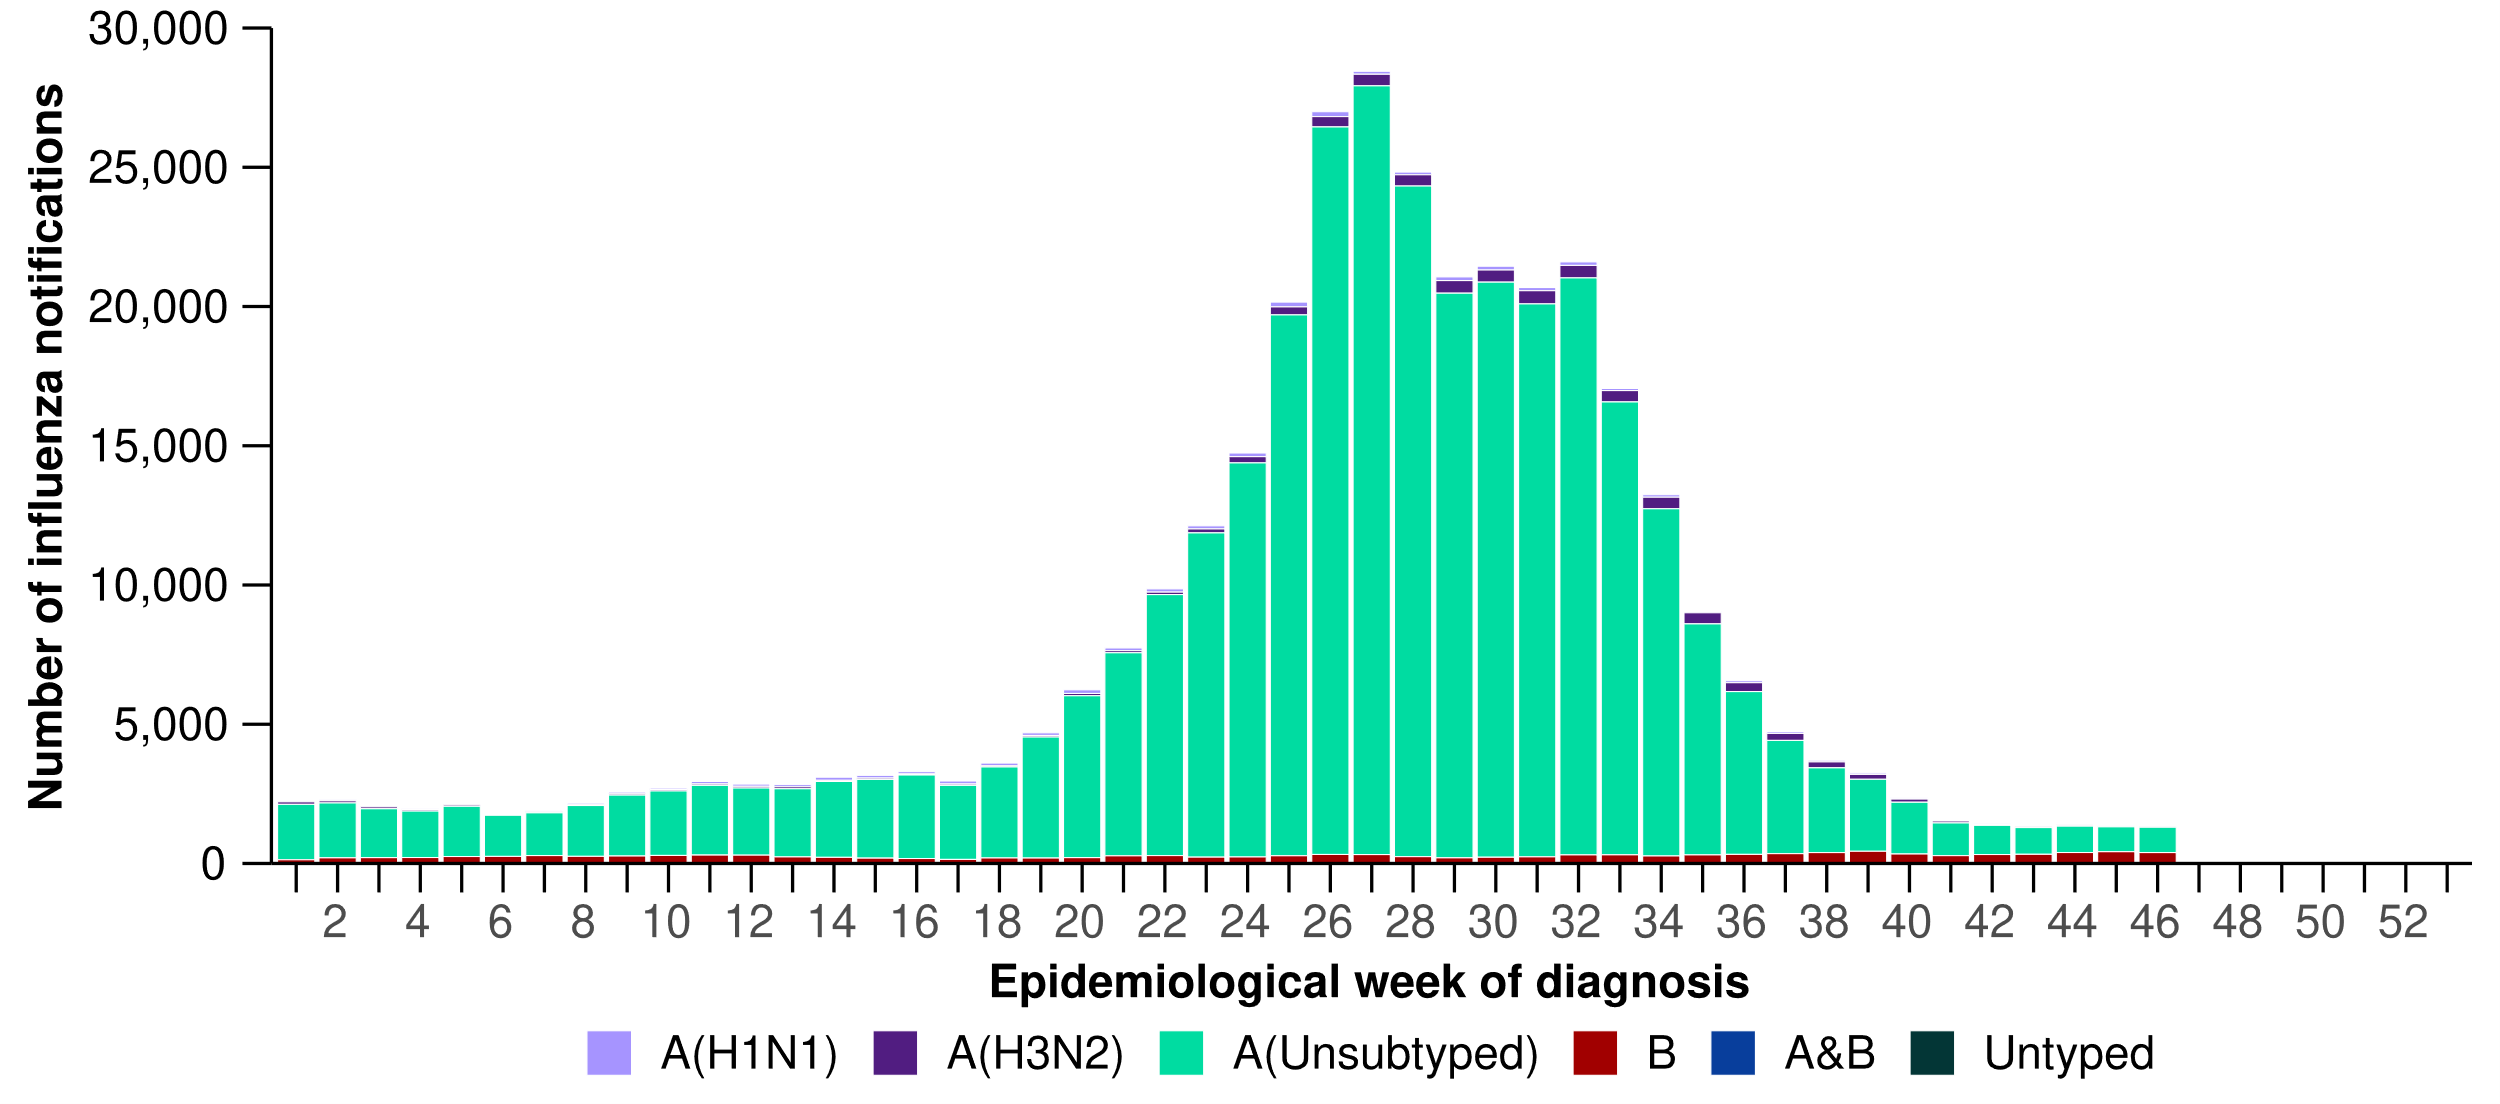 Number of influenza notifications
30,000
25,000
20,000
15,000
10,000
5,000
0
2 4 6 8 10 12 14 16 18 20 22 24 26 28 30 32 34 36 38 40 42 44 46 48 50 52
Epidemiological week of diagnosis
A(H1N1) A(H3N2) A(Unsubtyped) B A&B Untyped